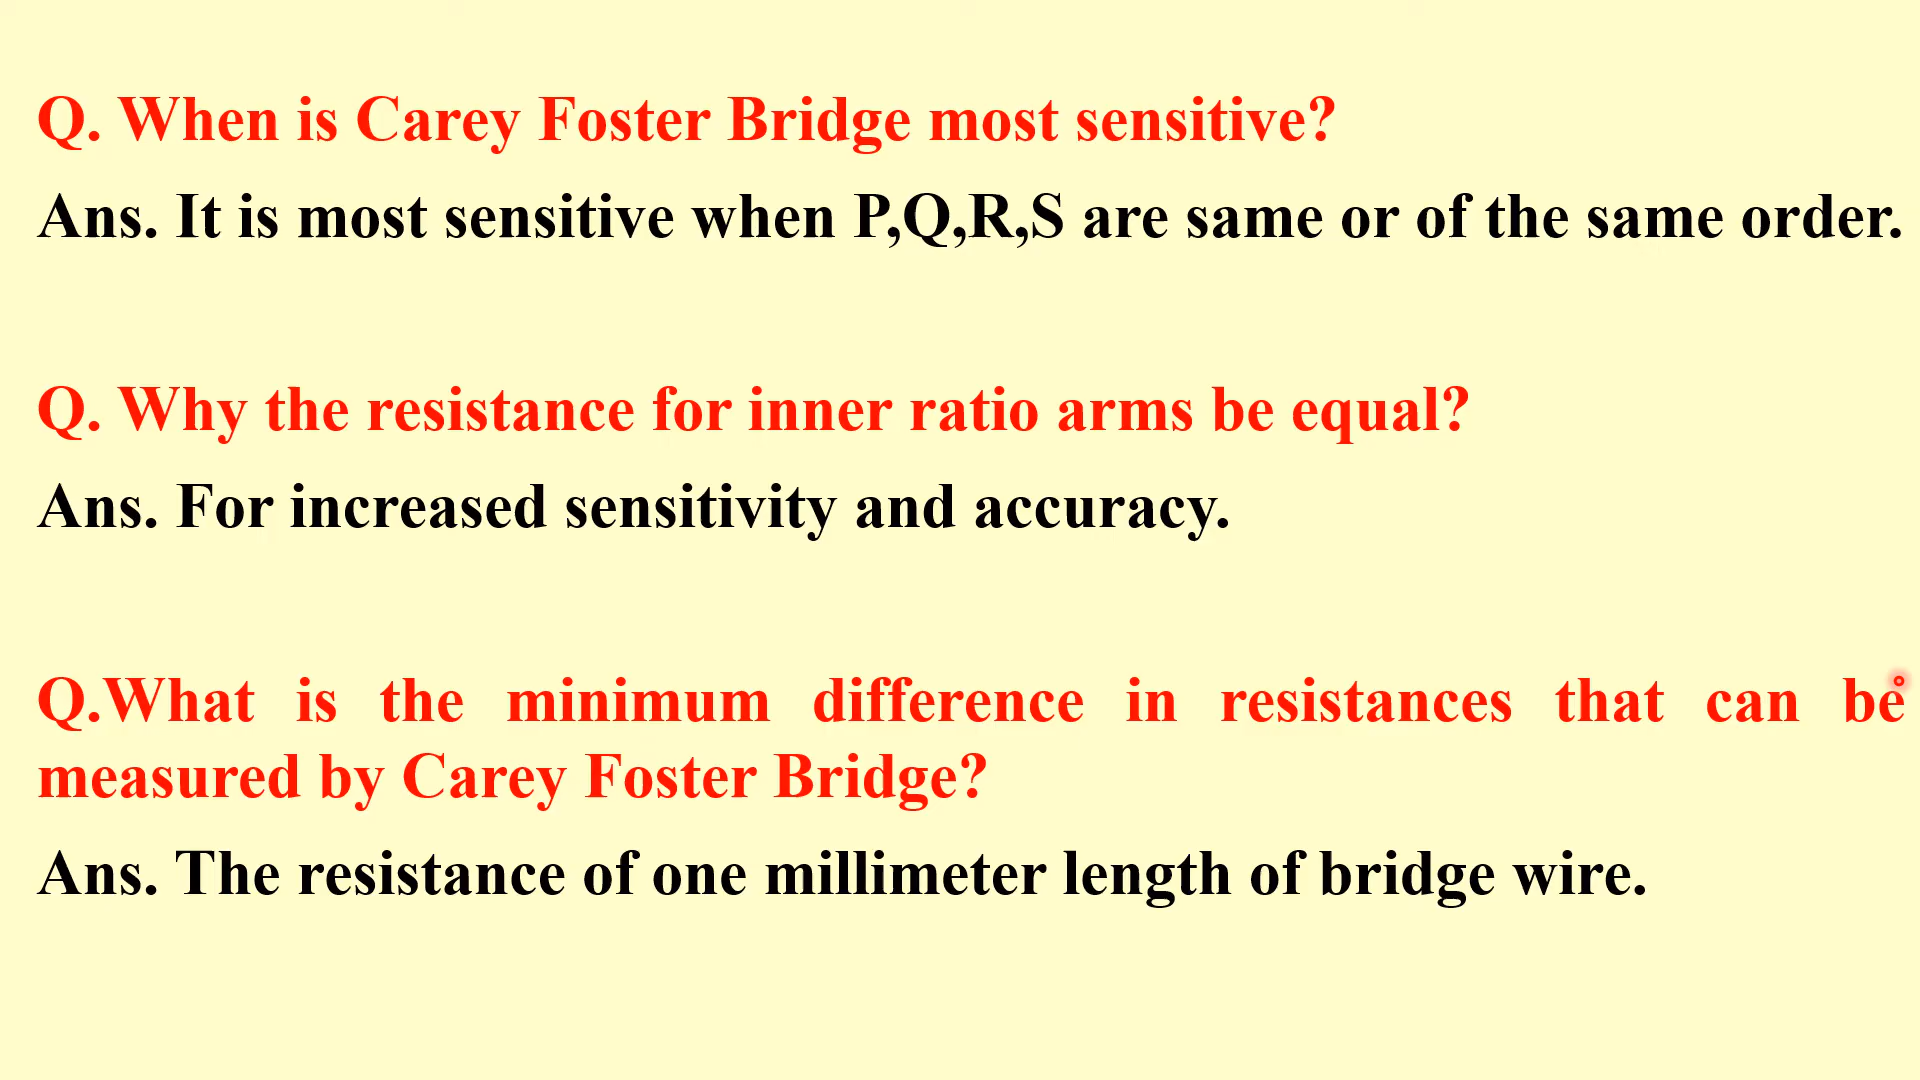 Q. When is Carey Foster Bridge most sensitive?
Ans. It is most sensitive when P,Q,R,S are same or of the same order.
Q. Why the resistance for inner ratio arms be equal?
Ans. For increased sensitivity and accuracy.
Q.What is the minimum difference in resistances that can be
measured by Carey Foster Bridge?
Ans. The resistance of one millimeter length of bridge wire.